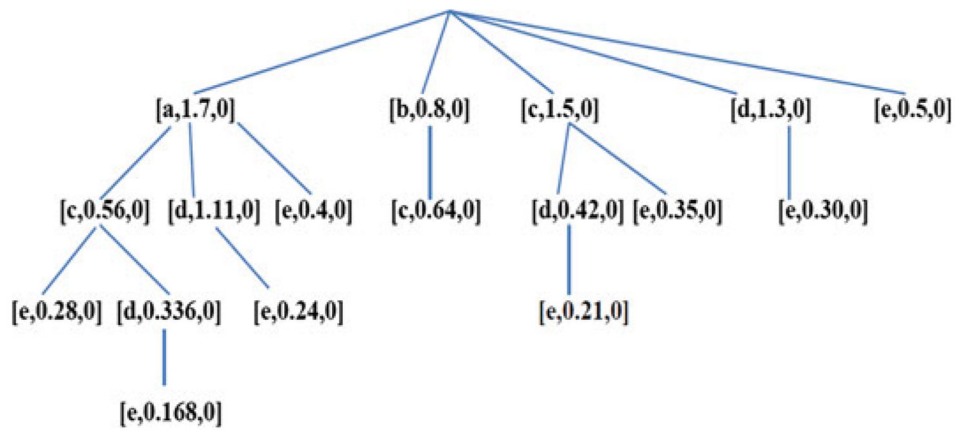 [a,1.7,0] [b,0.8,0] [c,1.5,0] [d,1.3,0] [e,0.5,0]
[c,0.56,0] [d,1.11,0] [e,0.4,0] [c,0.64,0] [d,0.42,0] [e,0.35,0] [e,0.30,0]
[e,0.28,0] [d,0.336,0] [e,0.24,0] [e,0.21,0]
[e,0.168,0]